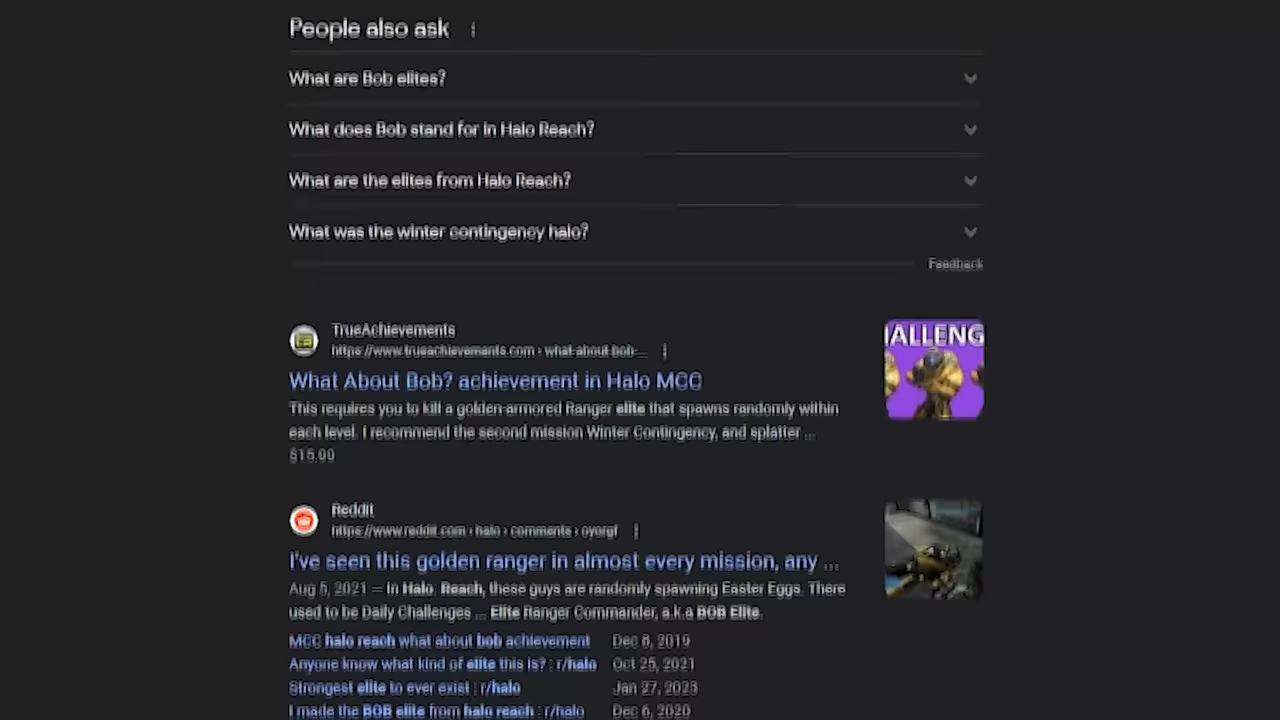 People also ask
What are Bob elites?
What does Bob stand for in Halo Reach?
What are the elites from Halo Reach?
What was the winter contingency halo?
Feedback
TrueAchievements
https://www.trueachievements.com › what-about-bob-...
What About Bob? achievement in Halo MCC
This requires you to kill a golden-armored Ranger elite that spawns randomly within
each level. I recommend the second mission Winter Contingency, and splatter ...
$15.99
ALLENG
Reddit
https://www.reddit.com › halo › comments › oyorgf
I've seen this golden ranger in almost every mission, any ...
Aug 5, 2021 — In Halo: Reach, these guys are randomly spawning Easter Eggs. There
used to be Daily Challenges ... Elite Ranger Commander, a.k.a BOB Elite.
MCC halo reach what about bob achievement Dec 8, 2019
Anyone know what kind of elite this is? : r/halo Oct 25, 2021
Strongest elite to ever exist : r/halo Jan 27, 2023
I made the BOB elite from halo reach : r/halo Dec 6, 2020